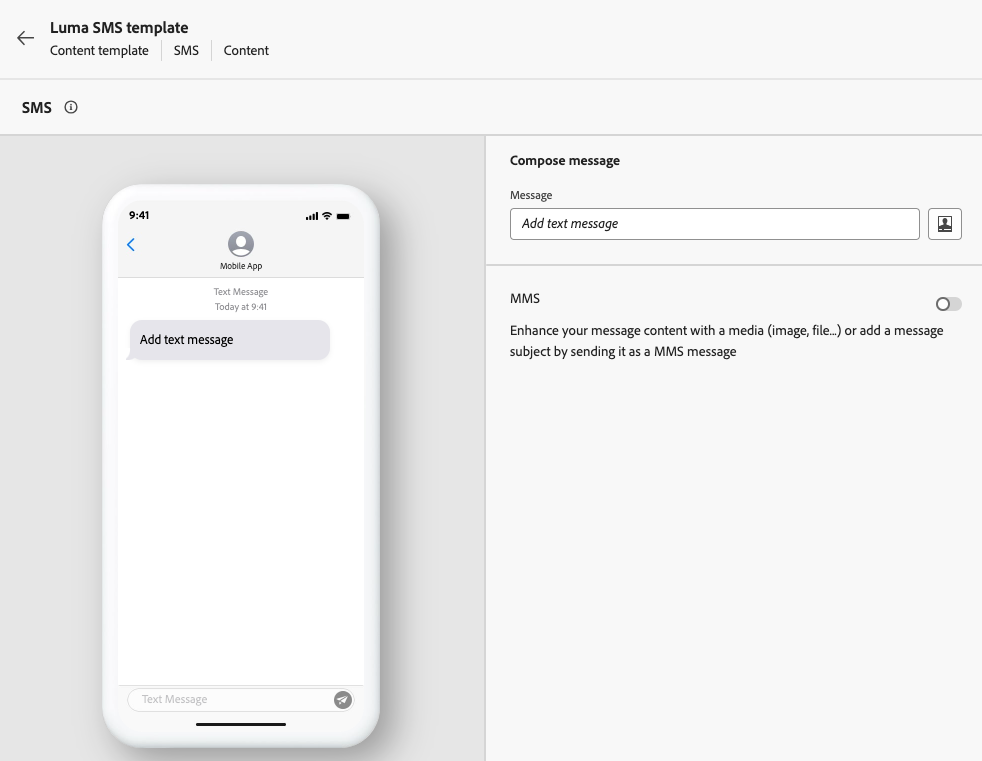 Luma SMS template
Content template SMS Content
SMS
Compose message
Message
Add text message
MMS
Enhance your message content with a media (image, file...) or add a message
subject by sending it as a MMS message
9:41
Mobile App
Text Message
Today at 9:41
Add text message
Text Message